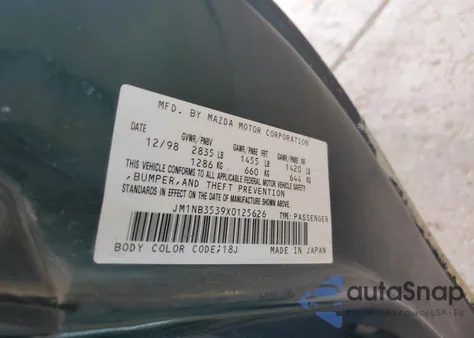 MFD. BY MAZDA MOTOR CORPORATION
DATE GVWR/PNBV GAWR/PNBE FRT GAWR/PNBE RR
12/98 2835 LB 1455 LB 1420 LB
1286 KG 660 KG 644 KG
THIS VEHICLE CONFORMS TO ALL APPLICABLE FEDERAL MOTOR VEHICLE SAFETY
,BUMPER,AND THEFT PREVENTION
STANDARDS IN EFFECT ON THE DATE OF MANUFACTURE SHOWN ABOVE.
JM1NB3539X0125626 TYPE:PASSENGER
BODY COLOR CODE:18J MADE IN JAPAN
autoSnap
EU